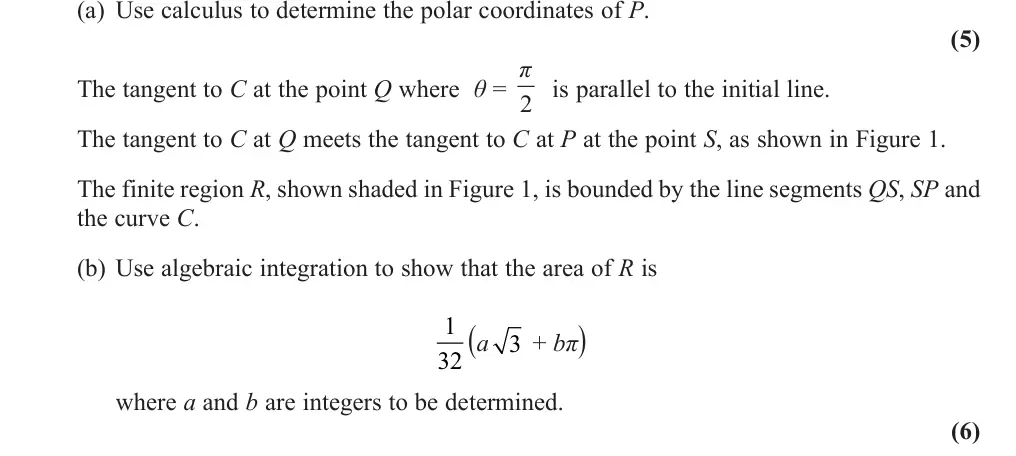 (a) Use calculus to determine the polar coordinates of P.
(5)
The tangent to C at the point Q where θ = π/2 is parallel to the initial line.
The tangent to C at Q meets the tangent to C at P at the point S, as shown in Figure 1.
The finite region R, shown shaded in Figure 1, is bounded by the line segments QS, SP and
the curve C.
(b) Use algebraic integration to show that the area of R is
1/32 (a√3 + bπ)
where a and b are integers to be determined.
(6)